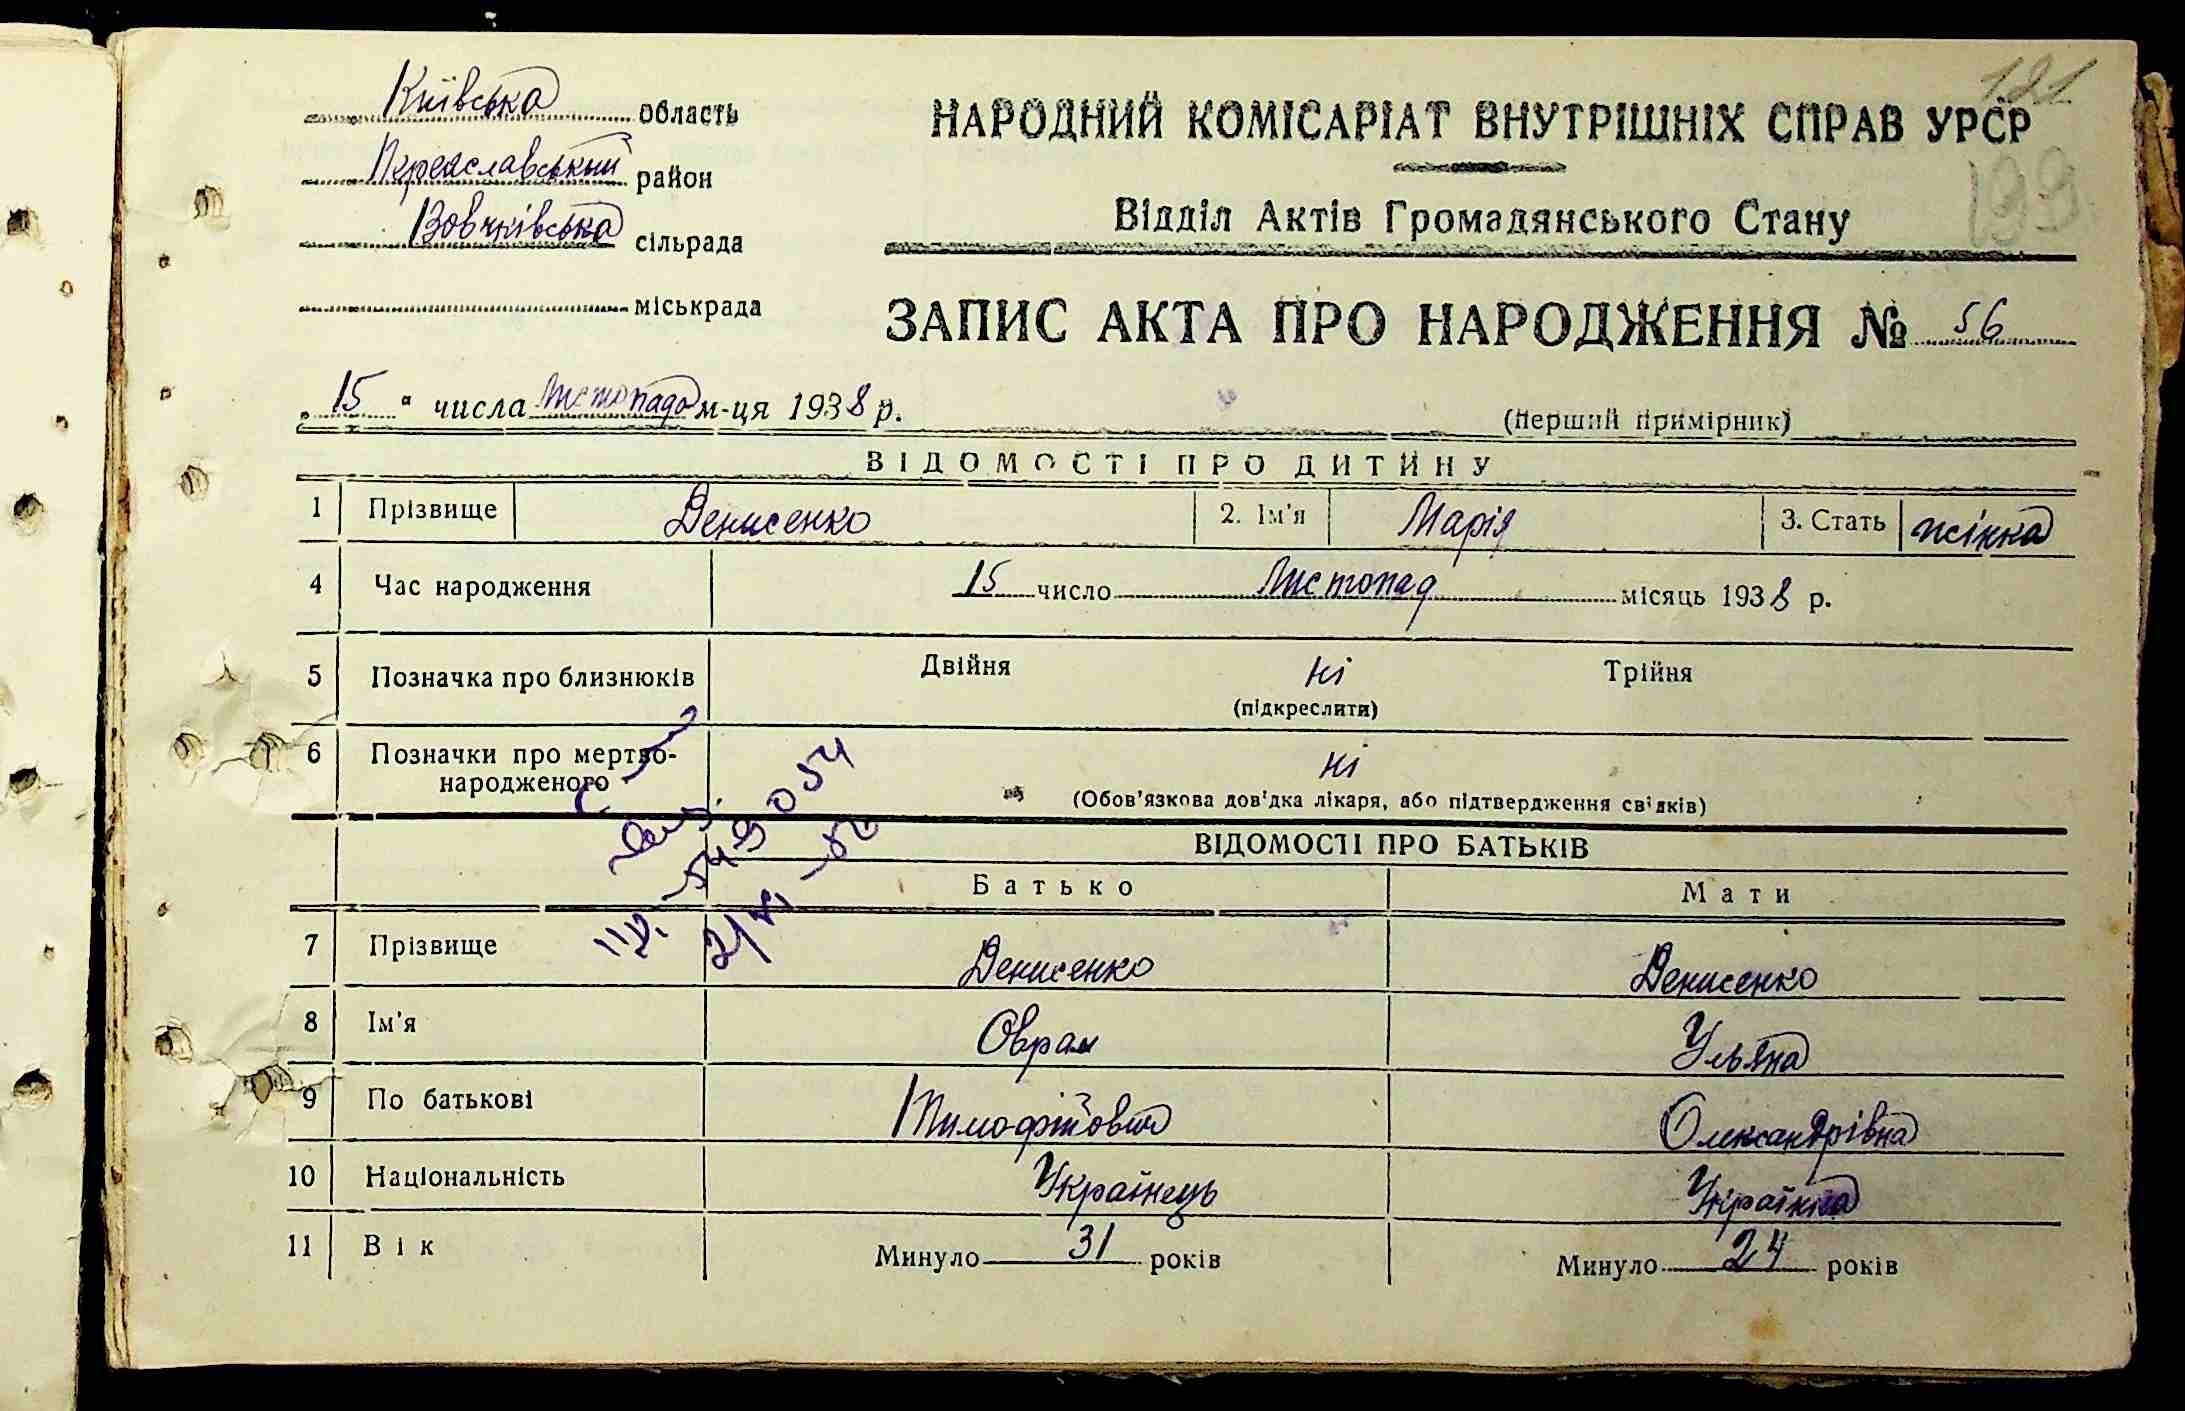 121
199
Київська область
Переяславський район
Вовчківська сільрада
міськрада
НАРОДНИЙ КОМІСАРІАТ ВНУТРІШНІХ СПРАВ УРСР
Відділ Актів Громадянського Стану
ЗАПИС АКТА ПРО НАРОДЖЕННЯ № 56
„15" числа Листопада м-ця 1938 р.
(перший примірник)
ВІДОМОСТІ ПРО ДИТИНУ
1 Прізвище Денисенко 2. Ім'я Марія 3. Стать жінка
4 Час народження 15 число Листопад місяць 1938 р.
5 Позначка про близнюків Двійня ні Трійня
(підкреслити)
6 Позначки про мертво-
народженого ні
(Обов'язкова дов'дка лікаря, або підтвердження свідків)
ВІДОМОСТІ ПРО БАТЬКІВ
Батько Мати
7 Прізвище Денисенко Денисенко
8 Ім'я Оврам Ульяна
9 По батькові Тимофійович Олександрівна
10 Національність Українець Українка
11 Вік Минуло 31 років Минуло 24 років